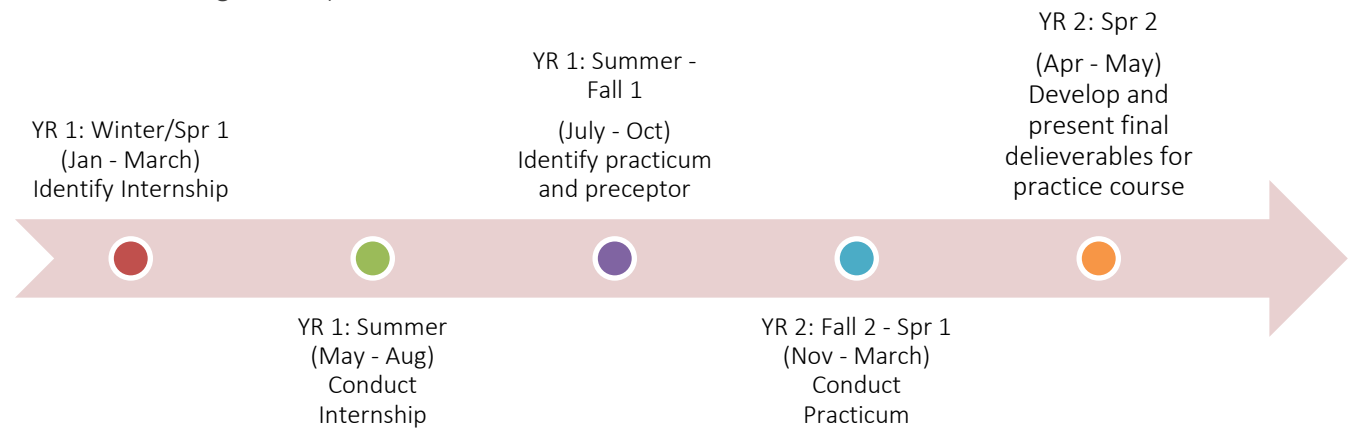 YR 1: Winter/Spr 1
(Jan - March)
Identify Internship
YR 1: Summer
(May - Aug)
Conduct
Internship
YR 1: Summer -
Fall 1
(July - Oct)
Identify practicum
and preceptor
YR 2: Fall 2 - Spr 1
(Nov - March)
Conduct
Practicum
YR 2: Spr 2
(Apr - May)
Develop and
present final
delieverables for
practice course